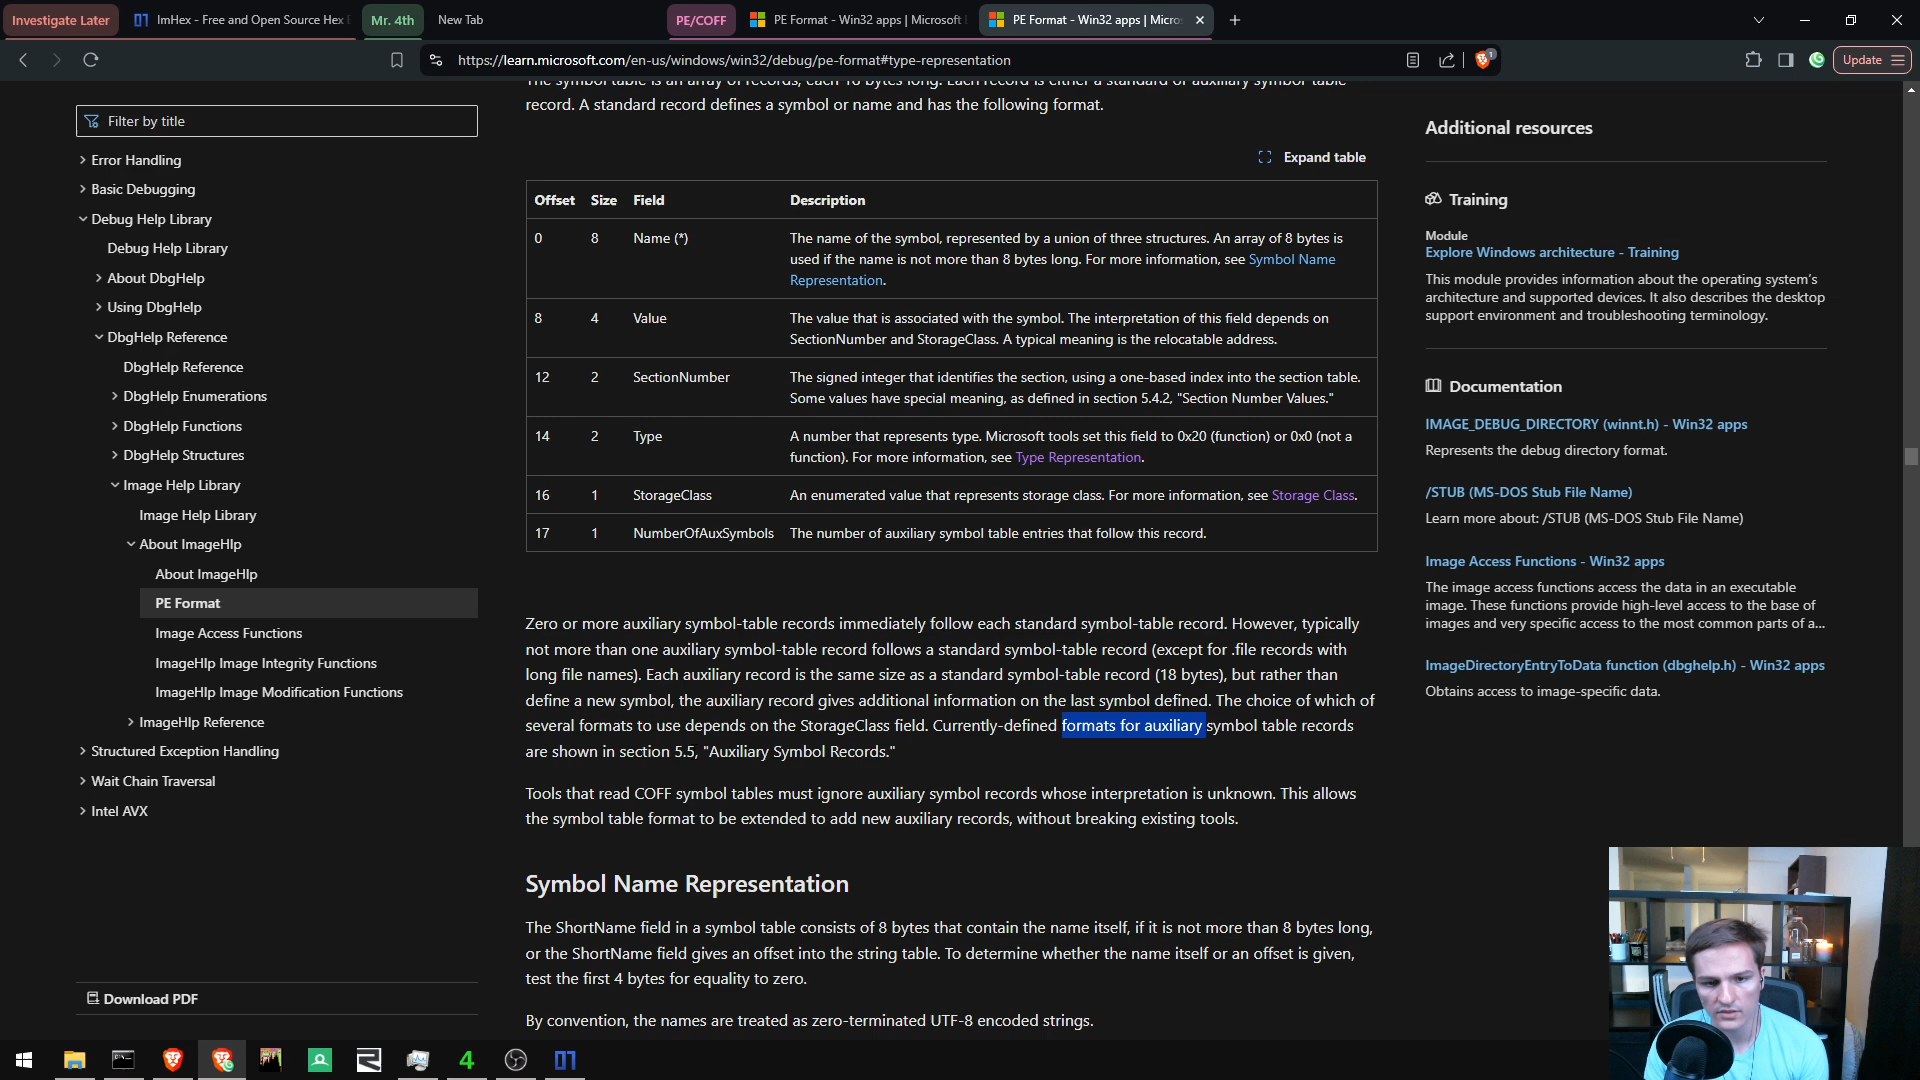 Investigate Later
ImHex - Free and Open Source Hex
Mr. 4th
New Tab
PE/COFF
PE Format - Win32 apps | Microsoft
PE Format - Win32 apps | Micro
https://learn.microsoft.com/en-us/windows/win32/debug/pe-format#type-representation
1
Update
Filter by title
Error Handling
Basic Debugging
Debug Help Library
Debug Help Library
About DbgHelp
Using DbgHelp
DbgHelp Reference
DbgHelp Reference
DbgHelp Enumerations
DbgHelp Functions
DbgHelp Structures
Image Help Library
Image Help Library
About ImageHlp
About ImageHlp
PE Format
Image Access Functions
ImageHlp Image Integrity Functions
ImageHlp Image Modification Functions
ImageHlp Reference
Structured Exception Handling
Wait Chain Traversal
Intel AVX
Download PDF
The symbol table is an array of records, each 18 bytes long. Each record is either a standard or auxiliary symbol-table
record. A standard record defines a symbol or name and has the following format.
Expand table
Offset Size Field Description
0 8 Name (*) The name of the symbol, represented by a union of three structures. An array of 8 bytes is
used if the name is not more than 8 bytes long. For more information, see Symbol Name
Representation.
8 4 Value The value that is associated with the symbol. The interpretation of this field depends on
SectionNumber and StorageClass. A typical meaning is the relocatable address.
12 2 SectionNumber The signed integer that identifies the section, using a one-based index into the section table.
Some values have special meaning, as defined in section 5.4.2, "Section Number Values."
14 2 Type A number that represents type. Microsoft tools set this field to 0x20 (function) or 0x0 (not a
function). For more information, see Type Representation.
16 1 StorageClass An enumerated value that represents storage class. For more information, see Storage Class.
17 1 NumberOfAuxSymbols The number of auxiliary symbol table entries that follow this record.
Zero or more auxiliary symbol-table records immediately follow each standard symbol-table record. However, typically
not more than one auxiliary symbol-table record follows a standard symbol-table record (except for .file records with
long file names). Each auxiliary record is the same size as a standard symbol-table record (18 bytes), but rather than
define a new symbol, the auxiliary record gives additional information on the last symbol defined. The choice of which of
several formats to use depends on the StorageClass field. Currently-defined formats for auxiliary symbol table records
are shown in section 5.5, "Auxiliary Symbol Records."
Tools that read COFF symbol tables must ignore auxiliary symbol records whose interpretation is unknown. This allows
the symbol table format to be extended to add new auxiliary records, without breaking existing tools.
Symbol Name Representation
The ShortName field in a symbol table consists of 8 bytes that contain the name itself, if it is not more than 8 bytes long,
or the ShortName field gives an offset into the string table. To determine whether the name itself or an offset is given,
test the first 4 bytes for equality to zero.
By convention, the names are treated as zero-terminated UTF-8 encoded strings.
Additional resources
Training
Module
Explore Windows architecture - Training
This module provides information about the operating system's
architecture and supported devices. It also describes the desktop
support environment and troubleshooting terminology.
Documentation
IMAGE_DEBUG_DIRECTORY (winnt.h) - Win32 apps
Represents the debug directory format.
/STUB (MS-DOS Stub File Name)
Learn more about: /STUB (MS-DOS Stub File Name)
Image Access Functions - Win32 apps
The image access functions access the data in an executable
image. These functions provide high-level access to the base of
images and very specific access to the most common parts of a...
ImageDirectoryEntryToData function (dbghelp.h) - Win32 apps
Obtains access to image-specific data.
4